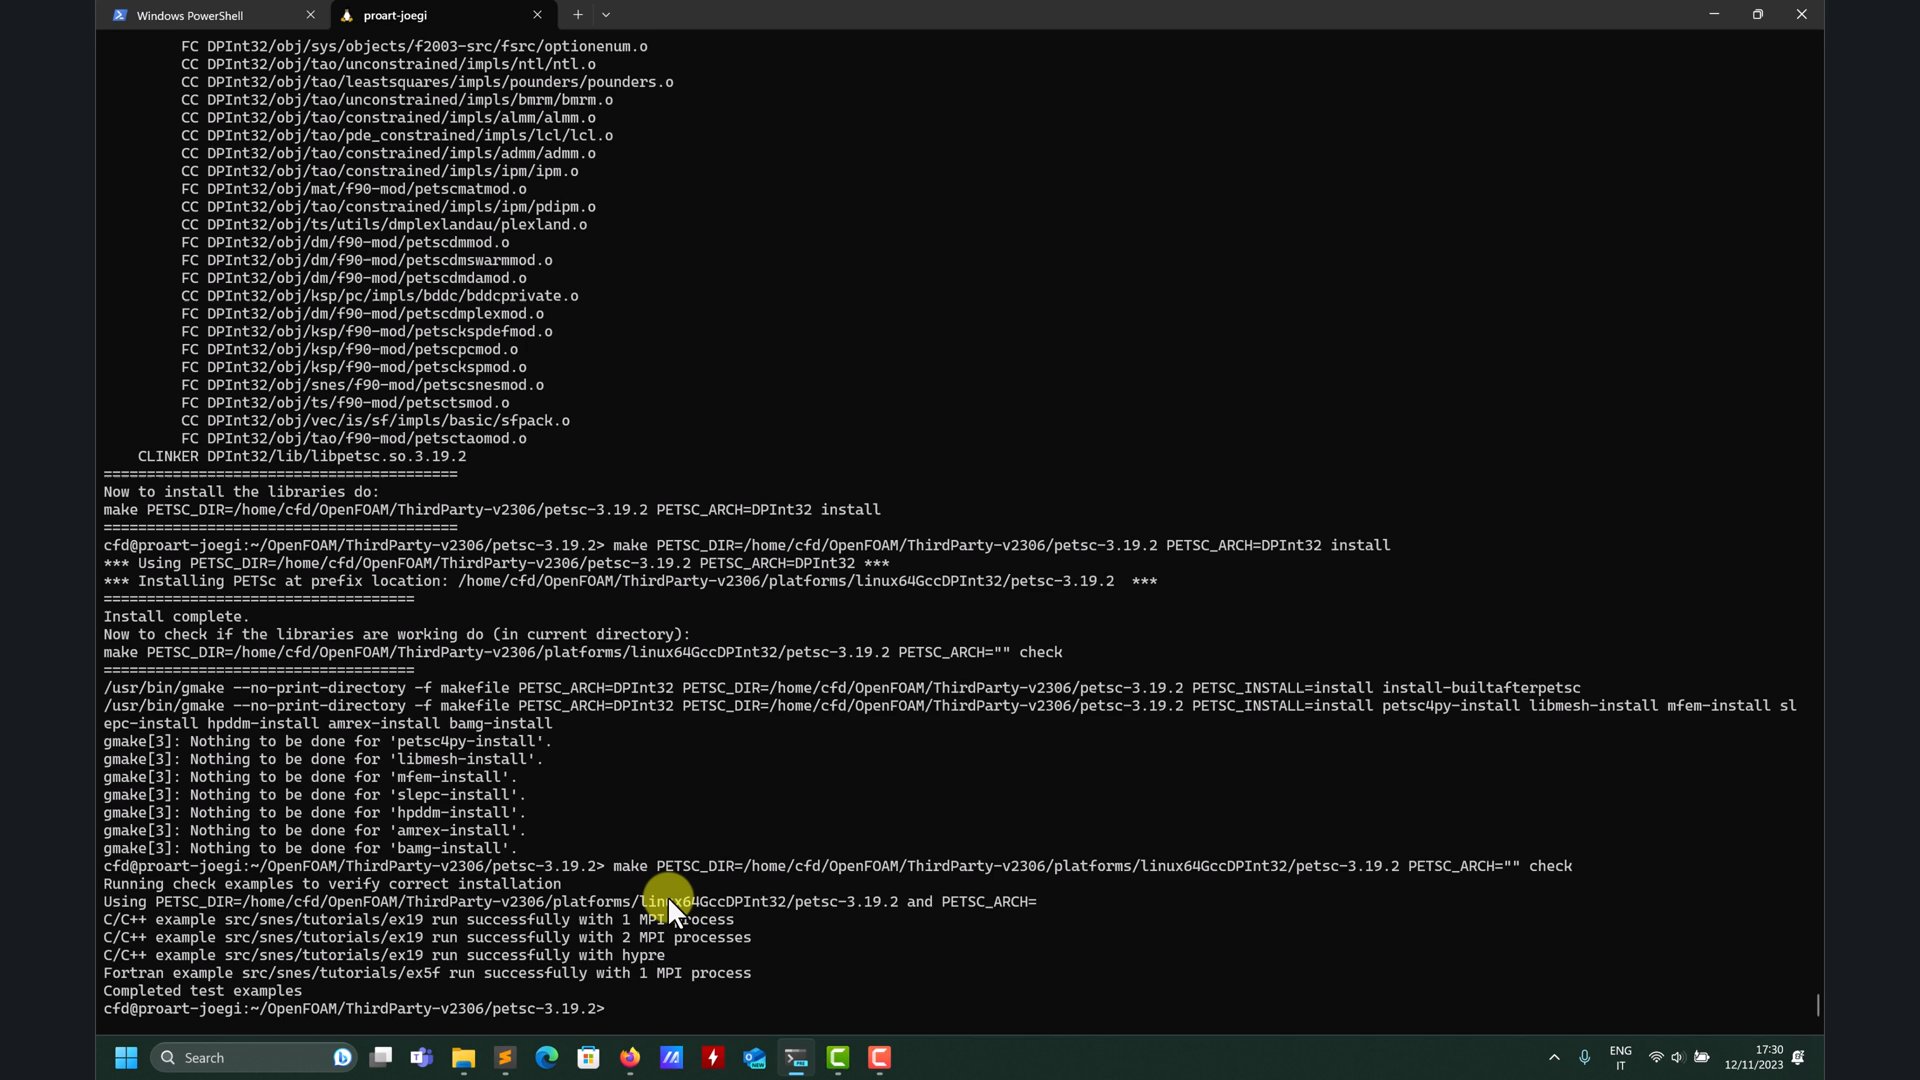 Windows PowerShell
proart-joegi
FC DPInt32/obj/sys/objects/f2003-src/fsrc/optionenum.o
CC DPInt32/obj/tao/unconstrained/impls/ntl/ntl.o
CC DPInt32/obj/tao/leastsquares/impls/pounders/pounders.o
CC DPInt32/obj/tao/unconstrained/impls/bmrm/bmrm.o
CC DPInt32/obj/tao/constrained/impls/almm/almm.o
CC DPInt32/obj/tao/pde_constrained/impls/lcl/lcl.o
CC DPInt32/obj/tao/constrained/impls/admm/admm.o
CC DPInt32/obj/tao/constrained/impls/ipm/ipm.o
FC DPInt32/obj/mat/f90-mod/petscmatmod.o
CC DPInt32/obj/tao/constrained/impls/ipm/pdipm.o
CC DPInt32/obj/ts/utils/dmplexlandau/plexland.o
FC DPInt32/obj/dm/f90-mod/petscdmmod.o
FC DPInt32/obj/dm/f90-mod/petscdmswarmmod.o
FC DPInt32/obj/dm/f90-mod/petscdmdamod.o
CC DPInt32/obj/ksp/pc/impls/bddc/bddcprivate.o
FC DPInt32/obj/dm/f90-mod/petscdmplexmod.o
FC DPInt32/obj/ksp/f90-mod/petsckspdefmod.o
FC DPInt32/obj/ksp/f90-mod/petscpcmod.o
FC DPInt32/obj/ksp/f90-mod/petsckspmod.o
FC DPInt32/obj/snes/f90-mod/petscsnesmod.o
FC DPInt32/obj/ts/f90-mod/petsctsmod.o
CC DPInt32/obj/vec/is/sf/impls/basic/sfpack.o
FC DPInt32/obj/tao/f90-mod/petsctaomod.o
CLINKER DPInt32/lib/libpetsc.so.3.19.2
=========================================
Now to install the libraries do:
make PETSC_DIR=/home/cfd/OpenFOAM/ThirdParty-v2306/petsc-3.19.2 PETSC_ARCH=DPInt32 install
=========================================
cfd@proart-joegi:~/OpenFOAM/ThirdParty-v2306/petsc-3.19.2> make PETSC_DIR=/home/cfd/OpenFOAM/ThirdParty-v2306/petsc-3.19.2 PETSC_ARCH=DPInt32 install
*** Using PETSC_DIR=/home/cfd/OpenFOAM/ThirdParty-v2306/petsc-3.19.2 PETSC_ARCH=DPInt32 ***
*** Installing PETSc at prefix location: /home/cfd/OpenFOAM/ThirdParty-v2306/platforms/linux64GccDPInt32/petsc-3.19.2  ***
====================================
Install complete.
Now to check if the libraries are working do (in current directory):
make PETSC_DIR=/home/cfd/OpenFOAM/ThirdParty-v2306/platforms/linux64GccDPInt32/petsc-3.19.2 PETSC_ARCH="" check
====================================
/usr/bin/gmake --no-print-directory -f makefile PETSC_ARCH=DPInt32 PETSC_DIR=/home/cfd/OpenFOAM/ThirdParty-v2306/petsc-3.19.2 PETSC_INSTALL=install install-builtafterpetsc
/usr/bin/gmake --no-print-directory -f makefile PETSC_ARCH=DPInt32 PETSC_DIR=/home/cfd/OpenFOAM/ThirdParty-v2306/petsc-3.19.2 PETSC_INSTALL=install petsc4py-install libmesh-install mfem-install sl
epc-install hpddm-install amrex-install bamg-install
gmake[3]: Nothing to be done for 'petsc4py-install'.
gmake[3]: Nothing to be done for 'libmesh-install'.
gmake[3]: Nothing to be done for 'mfem-install'.
gmake[3]: Nothing to be done for 'slepc-install'.
gmake[3]: Nothing to be done for 'hpddm-install'.
gmake[3]: Nothing to be done for 'amrex-install'.
gmake[3]: Nothing to be done for 'bamg-install'.
cfd@proart-joegi:~/OpenFOAM/ThirdParty-v2306/petsc-3.19.2> make PETSC_DIR=/home/cfd/OpenFOAM/ThirdParty-v2306/platforms/linux64GccDPInt32/petsc-3.19.2 PETSC_ARCH="" check
Running check examples to verify correct installation
Using PETSC_DIR=/home/cfd/OpenFOAM/ThirdParty-v2306/platforms/linux64GccDPInt32/petsc-3.19.2 and PETSC_ARCH=
C/C++ example src/snes/tutorials/ex19 run successfully with 1 MPI process
C/C++ example src/snes/tutorials/ex19 run successfully with 2 MPI processes
C/C++ example src/snes/tutorials/ex19 run successfully with hypre
Fortran example src/snes/tutorials/ex5f run successfully with 1 MPI process
Completed test examples
cfd@proart-joegi:~/OpenFOAM/ThirdParty-v2306/petsc-3.19.2>
Search
ENG
IT
17:30
12/11/2023